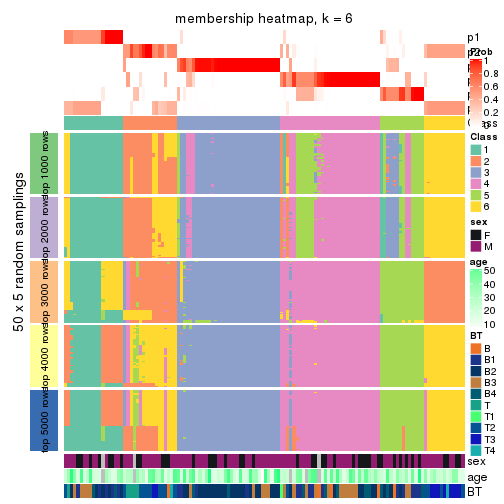 membership heatmap, k = 6
p1
p2
Prob
1
0.8
0.6
0.4
0.2
0
Class
Class
1
2
3
4
5
6
sex
F
M
age
50
40
30
20
10
BT
B
B1
B2
B3
B4
T
T1
T2
T3
T4
50 x 5 random samplings
top 1000 rows
top 2000 rows
top 3000 rows
top 4000 rows
top 5000 rows
sex
age
BT